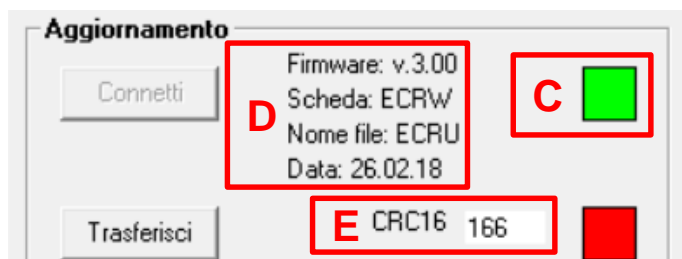 Aggiornamento
Connetti
D
Firmware: v.3.00
Scheda: ECRW
Nome file: ECRU
Data: 26.02.18
C
Trasferisci
E CRC16 166